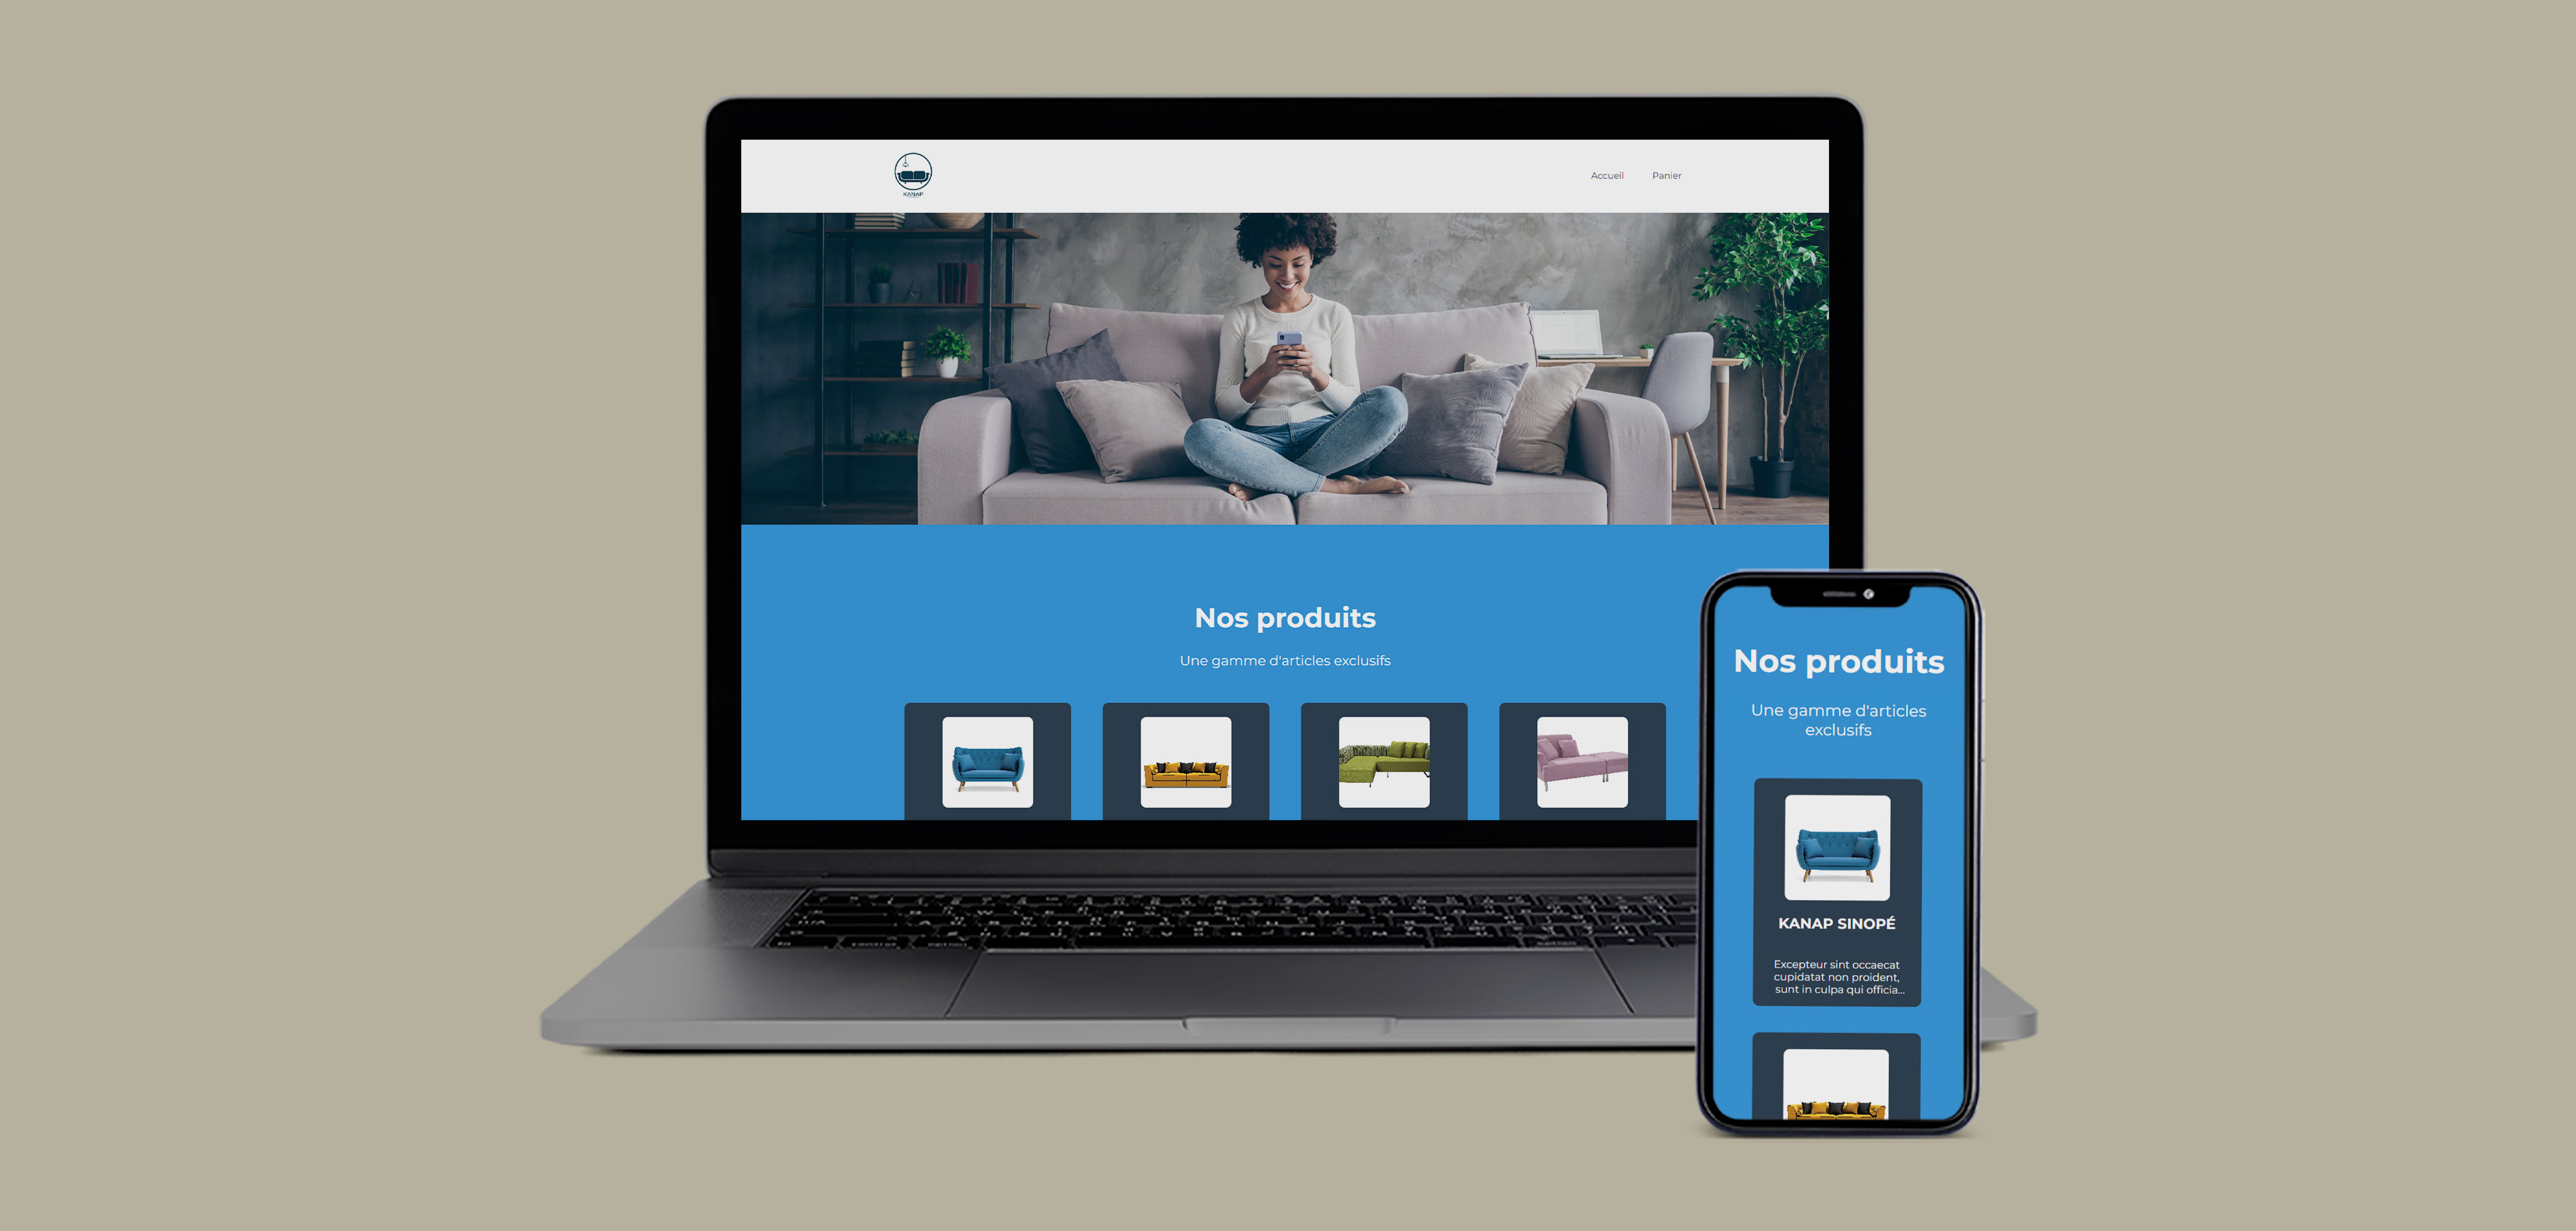 KANAP
Accueil
Panier
Nos produits
Une gamme d'articles exclusifs
Nos produits
Une gamme d'articles
exclusifs
KANAP SINOPÉ
Excepteur sint occaecat
cupidatat non proident,
sunt in culpa qui officia...